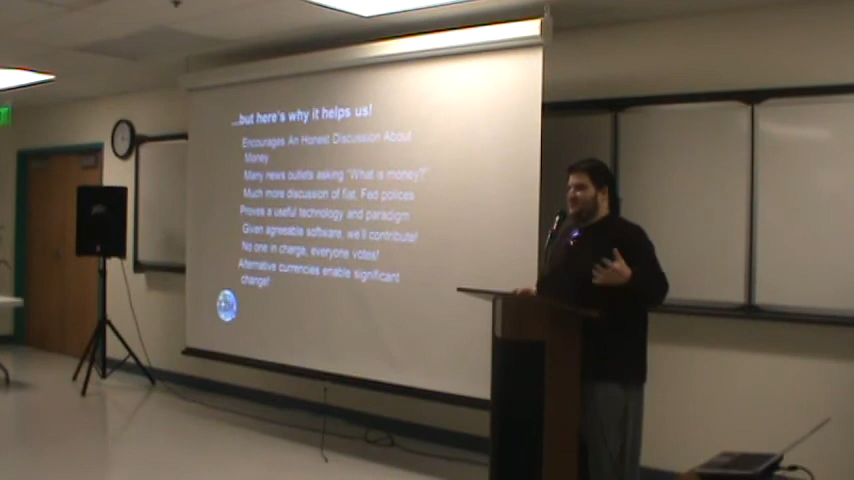 ...but here's why it helps us!
Encourages An Honest Discussion About
Money
Many news outlets asking "What is money?"
Much more discussion of fiat, Fed polices
Proves a useful technology and paradigm
Given agreeable software, we'll contribute!
No one in charge, everyone votes!
Alternative currencies enable significant
change!